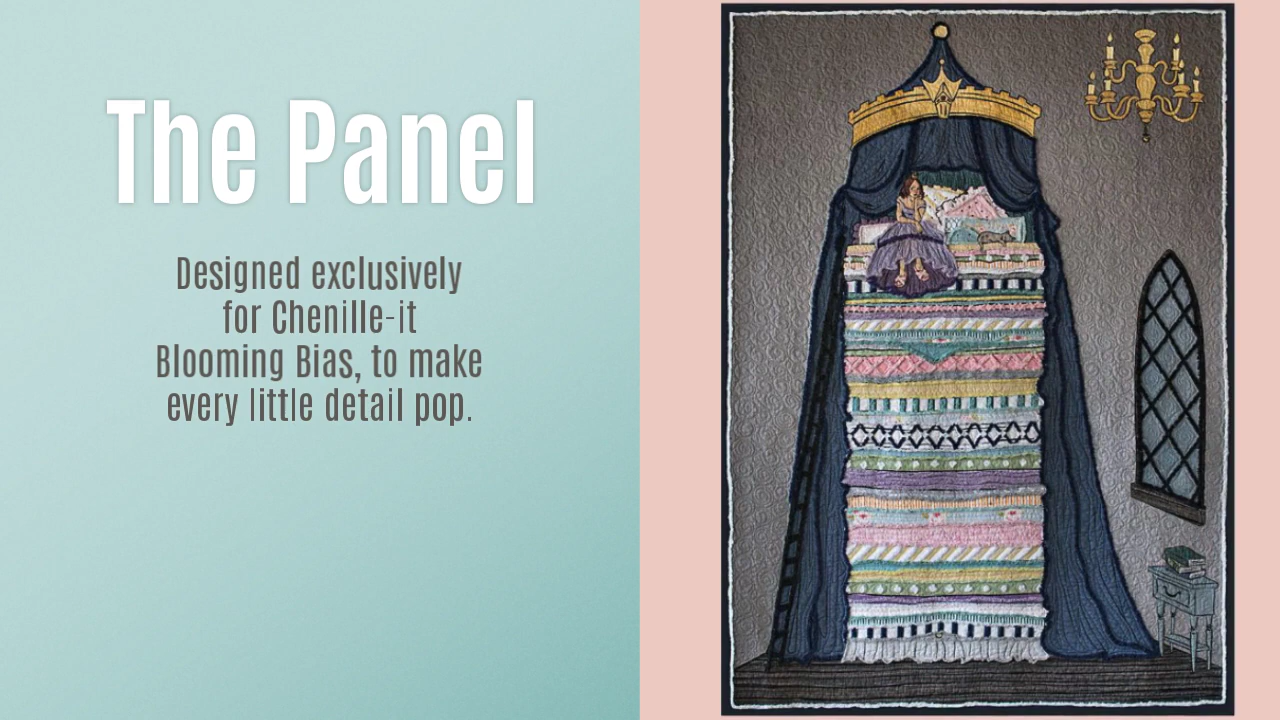 The Panel
Designed exclusively
for Chenille-it
Blooming Bias, to make
every little detail pop.